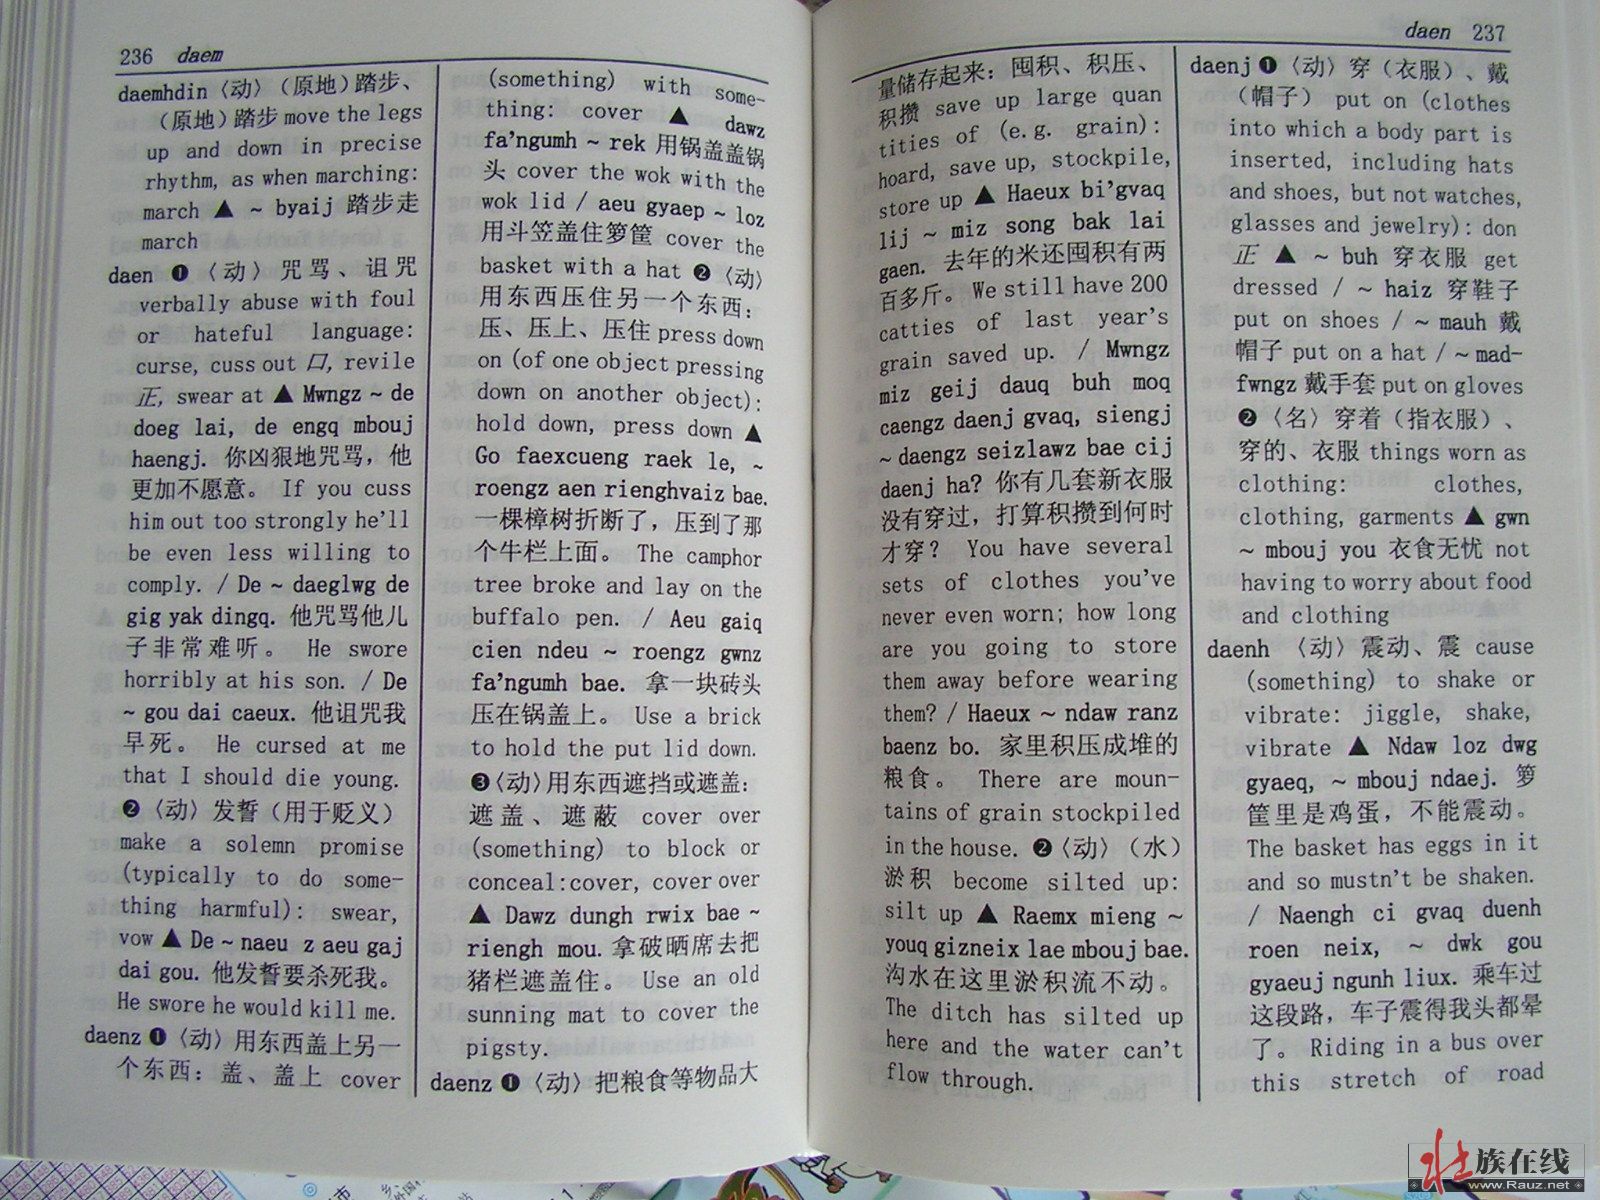 236 daem
daemhdin〈动〉（原地）踏步、
（原地）踏步 move the legs
up and down in precise
rhythm, as when marching:
march ▲ ~ byaij 踏步走
march
daen ❶〈动〉咒骂、诅咒
verbally abuse with foul
or hateful language:
curse, cuss out 口, revile
正, swear at ▲ Mwngz ~ de
doeg lai, de engq mbouj
haengj. 你凶狠地咒骂，他
更加不愿意。 If you cuss
him out too strongly he'll
be even less willing to
comply. / De ~ daeglwg de
gig yak dingq. 他咒骂他儿
子非常难听。 He swore
horribly at his son. / De
~ gou dai caeux. 他诅咒我
早死。 He cursed at me
that I should die young.
❷〈动〉发誓（用于贬义）
make a solemn promise
(typically to do some-
thing harmful): swear,
vow ▲ De ~ naeu z aeu gaj
dai gou. 他发誓要杀死我。
He swore he would kill me.
daenz ❶〈动〉用东西盖上另一
个东西：盖、盖上 cover
(something) with some-
thing: cover ▲ dawz
fa'ngumh ~ rek 用锅盖盖锅
头 cover the wok with the
wok lid / aeu gyaep ~ loz
用斗笠盖住箩筐 cover the
basket with a hat ❷〈动〉
用东西压住另一个东西：
压、压上、压住 press down
on (of one object pressing
down on another object):
hold down, press down ▲
Go faexcueng raek le, ~
roengz aen rienghvaiz bae.
一棵樟树折断了，压到了那
个牛栏上面。 The camphor
tree broke and lay on the
buffalo pen. / Aeu gaiq
cien ndeu ~ roengz gwnz
fa'ngumh bae. 拿一块砖头
压在锅盖上。 Use a brick
to hold the put lid down.
❸〈动〉用东西遮挡或遮盖：
遮盖、遮蔽 cover over
(something) to block or
conceal:cover, cover over
▲ Dawz dungh rwix bae ~
riengh mou. 拿破晒席去把
猪栏遮盖住。 Use an old
sunning mat to cover the
pigsty.
daenz ❶〈动〉把粮食等物品大
daen 237
量储存起来：囤积、积压、
积攒 save up large quan
tities of (e.g. grain):
hoard, save up, stockpile,
store up ▲ Haeux bi'gvaq
lij ~ miz song bak lai
gaen. 去年的米还囤积有两
百多斤。 We still have 200
catties of last year's
grain saved up. / Mwngz
miz geij dauq buh moq
caengz daenj gvaq, siengj
~ daengz seizlawz bae cij
daenj ha? 你有几套新衣服
没有穿过，打算积攒到何时
才穿？ You have several
sets of clothes you've
never even worn; how long
are you going to store
them away before wearing
them? / Haeux ~ ndaw ranz
baenz bo. 家里积压成堆的
粮食。 There are moun-
tains of grain stockpiled
in the house. ❷〈动〉（水）
淤积 become silted up:
silt up ▲ Raemx mieng ~
youq gizneix lae mbouj bae.
沟水在这里淤积流不动。
The ditch has silted up
here and the water can't
flow through.
daenj ❶〈动〉穿（衣服）、戴
（帽子） put on (clothes
into which a body part is
inserted, including hats
and shoes, but not watches,
glasses and jewelry): don
正 ▲ ~ buh 穿衣服 get
dressed / ~ haiz 穿鞋子
put on shoes / ~ mauh 戴
帽子 put on a hat / ~ mad-
fwngz 戴手套 put on gloves
❷〈名〉穿着（指衣服）、
穿的、衣服 things worn as
clothing: clothes,
clothing, garments ▲ gwn
~ mbouj you 衣食无忧 not
having to worry about food
and clothing
daenh 〈动〉震动、震 cause
(something) to shake or
vibrate: jiggle, shake,
vibrate ▲ Ndaw loz dwg
gyaeq, ~ mbouj ndaej. 箩
筐里是鸡蛋，不能震动。
The basket has eggs in it
and so mustn't be shaken.
/ Naengh ci gvaq duenh
roen neix, ~ dwk gou
gyaeuj ngunh liux. 乘车过
这段路，车子震得我头都晕
了。 Riding in a bus over
this stretch of road
壮族在线
www.Rauz.net